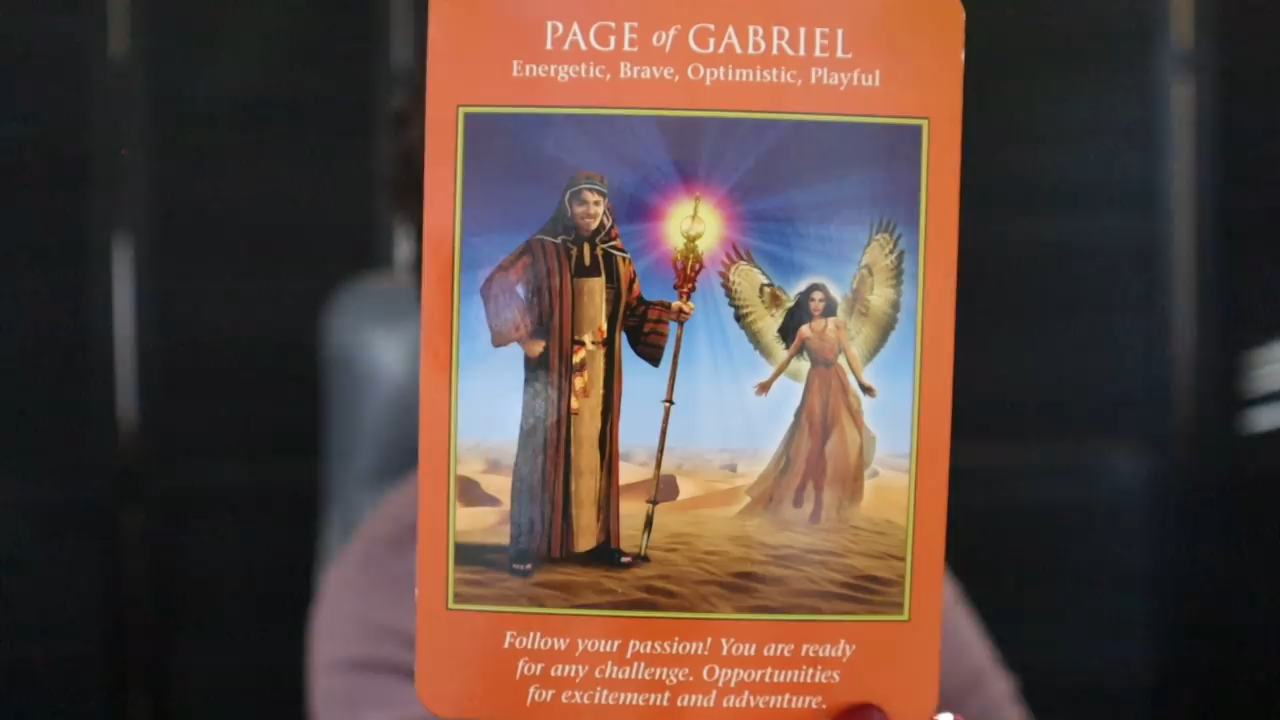 PAGE of GABRIEL
Energetic, Brave, Optimistic, Playful
Follow your passion! You are ready
for any challenge. Opportunities
for excitement and adventure.